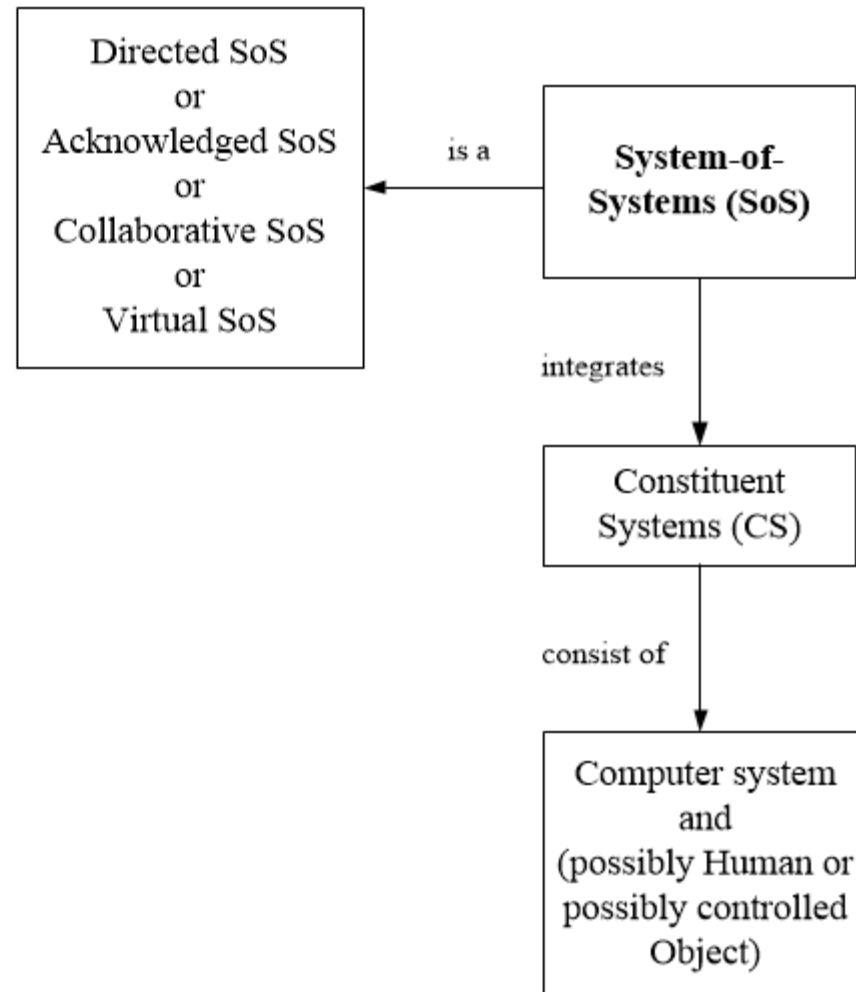 Directed SoS
or
Acknowledged SoS
or
Collaborative SoS
or
Virtual SoS
is a
System-of-
Systems (SoS)
integrates
Constituent
Systems (CS)
consist of
Computer system
and
(possibly Human or
possibly controlled
Object)